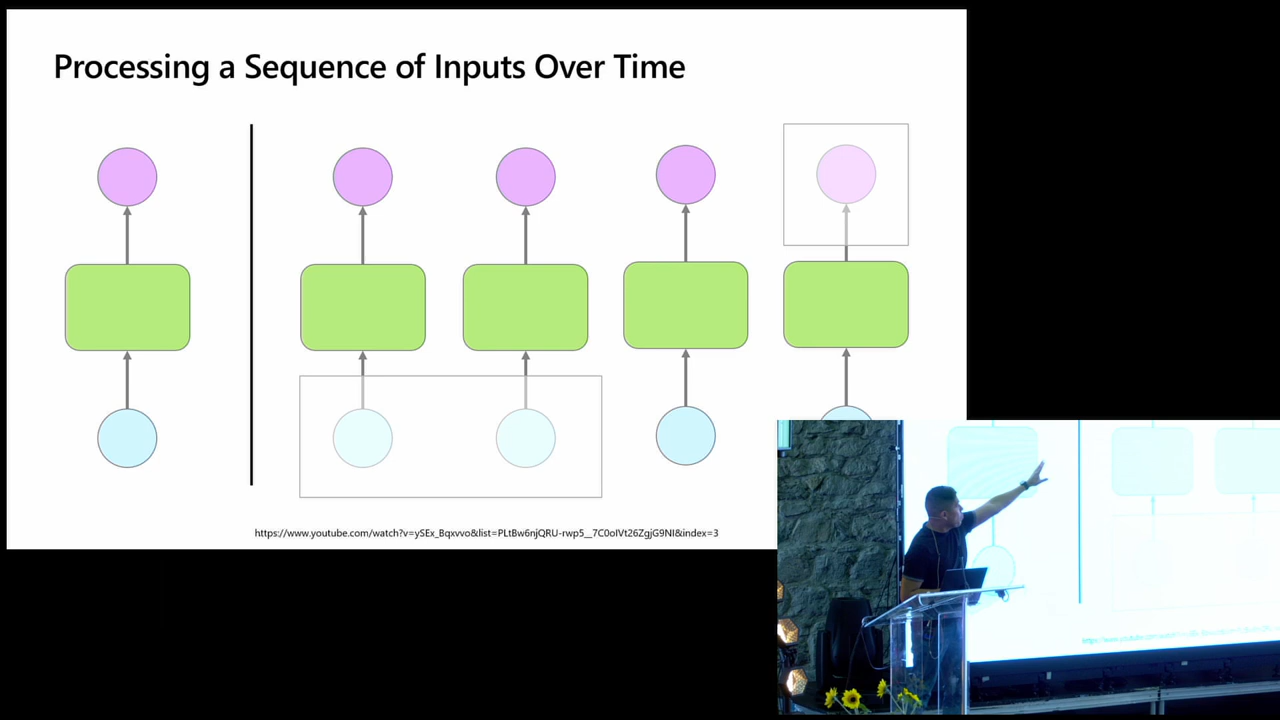 Processing a Sequence of Inputs Over Time
https://www.youtube.com/watch?v=ySEx_Bqxvvo&list=PLtBw6njQRU-rwp5__7C0oIVt26ZgjG9NI&index=3